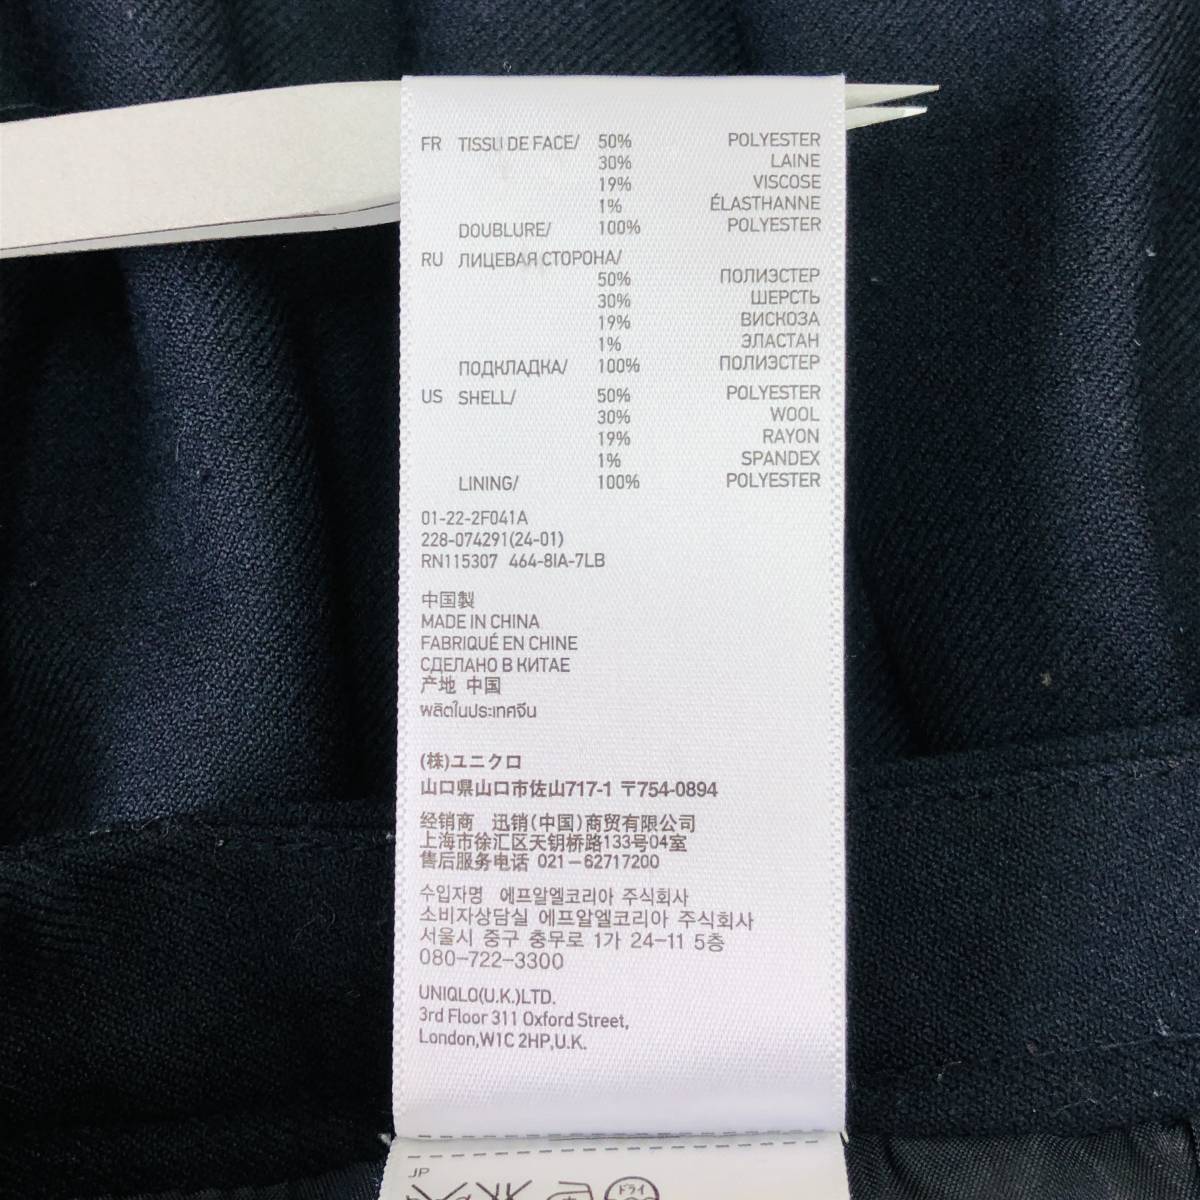 FR TISSU DE FACE/ 50% POLYESTER
30% LAINE
19% VISCOSE
1% ÉLASTHANNE
DOUBLURE/ 100% POLYESTER
RU ЛИЦЕВАЯ СТОРОНА/
50% ПОЛИЭСТЕР
30% ШЕРСТЬ
19% ВИСКОЗА
1% ЭЛАСТАН
ПОДКЛАДКА/ 100% ПОЛИЭСТЕР
US SHELL/ 50% POLYESTER
30% WOOL
19% RAYON
1% SPANDEX
LINING/ 100% POLYESTER
01-22-2F041A
228-074291(24-01)
RN115307 464-8IA-7LB
中国製
MADE IN CHINA
FABRIQUÉ EN CHINE
СДЕЛАНО В КИТАЕ
产地 中国
ผลิตในประเทศจีน
(株)ユニクロ
山口県山口市佐山717-1 〒754-0894
经销商 迅销(中国)商贸有限公司
上海市徐汇区天钥桥路133号04室
售后服务电话 021-62717200
수입자명 에프알엘코리아 주식회사
소비자상담실 에프알엘코리아 주식회사
서울시 중구 충무로 1가 24-11 5층
080-722-3300
UNIQLO(U.K.)LTD.
3rd Floor 311 Oxford Street,
London,W1C 2HP,U.K.
JP
ドライ